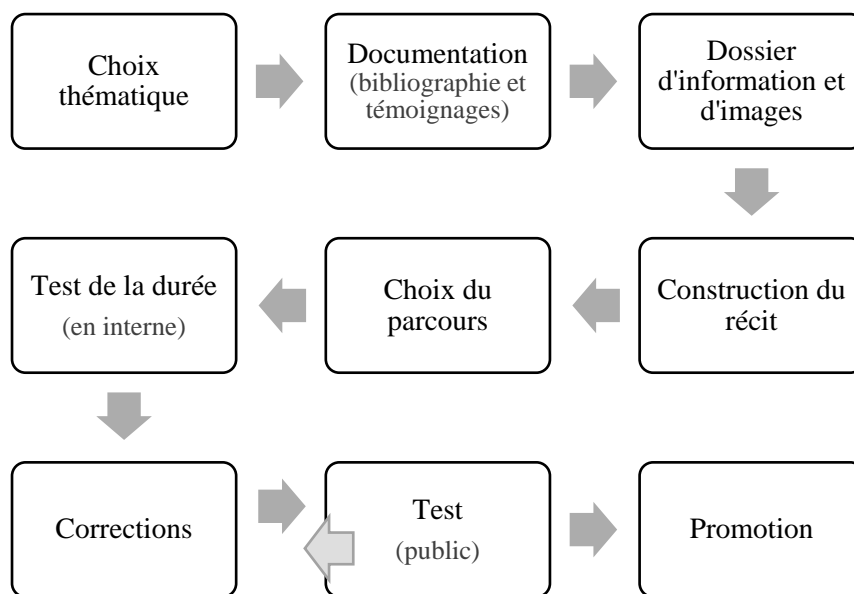 Choix
thématique
Documentation
(bibliographie et
témoignages)
Dossier
d'information et
d'images
Test de la durée
(en interne)
Choix du
parcours
Construction du
récit
Corrections
Test
(public)
Promotion